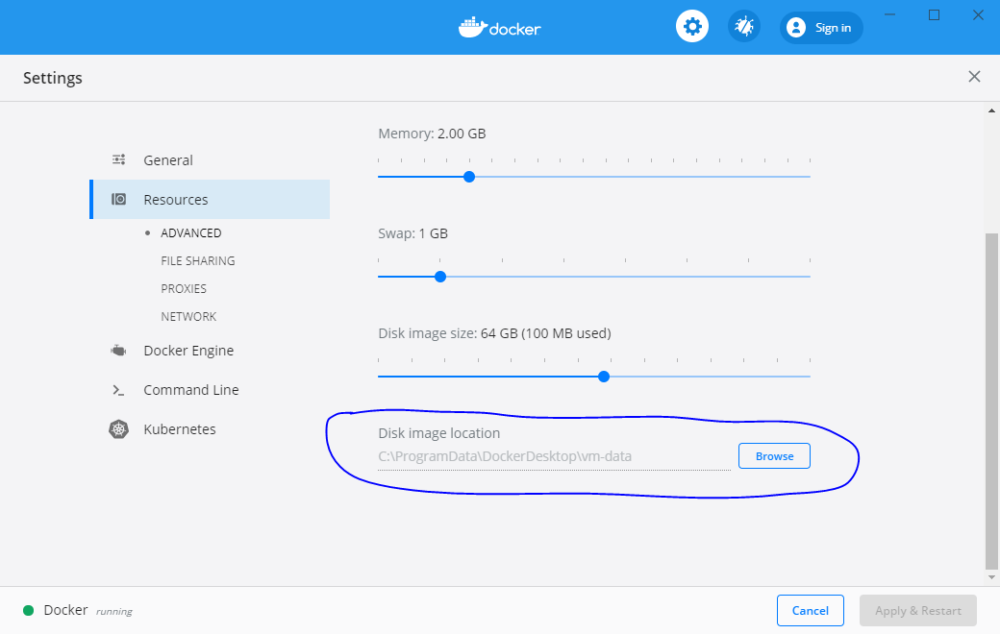 docker
Sign in
Settings
General
Resources
ADVANCED
FILE SHARING
PROXIES
NETWORK
Docker Engine
Command Line
Kubernetes
Memory: 2.00 GB
Swap: 1 GB
Disk image size: 64 GB (100 MB used)
Disk image location
C:\ProgramData\DockerDesktop\vm-data
Browse
Docker running
Cancel
Apply & Restart